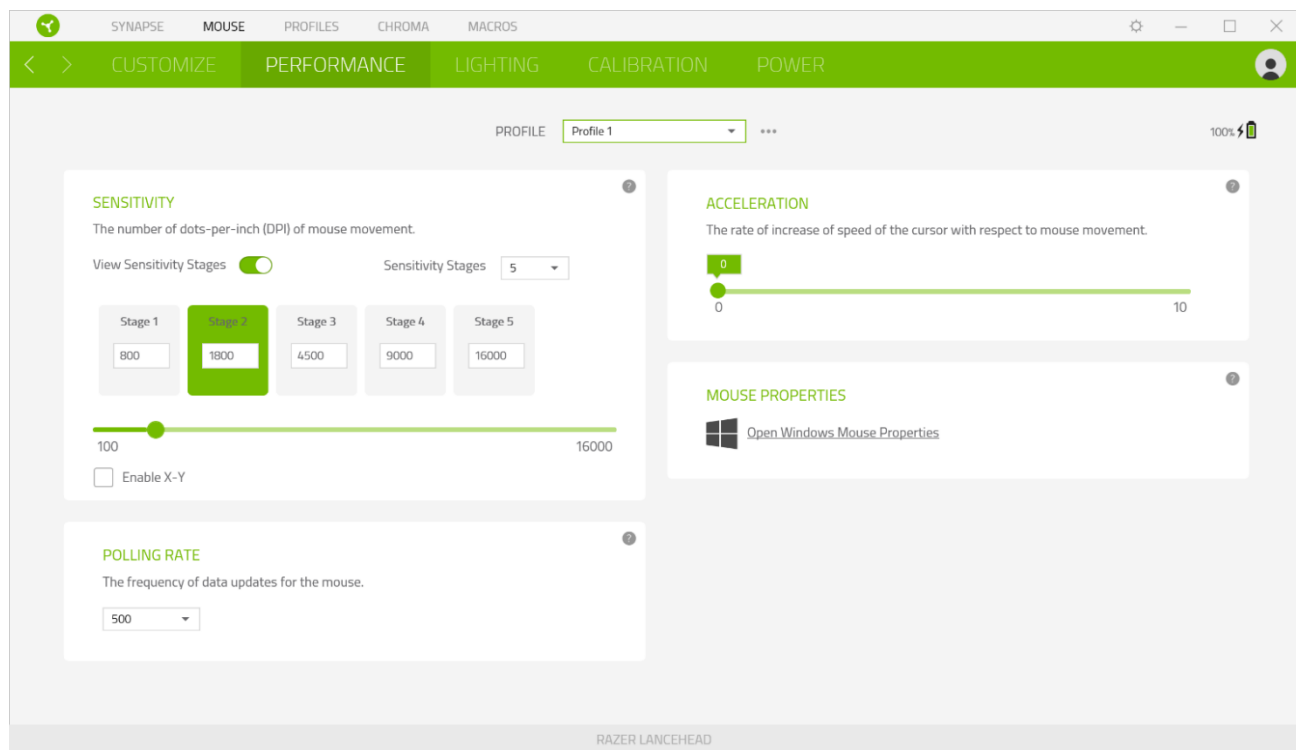 SYNAPSE MOUSE PROFILES CHROMA MACROS
CUSTOMIZE PERFORMANCE LIGHTING CALIBRATION POWER
PROFILE Profile 1
100%
SENSITIVITY
The number of dots-per-inch (DPI) of mouse movement.
View Sensitivity Stages Sensitivity Stages 5
Stage 1 Stage 2 Stage 3 Stage 4 Stage 5
800 1800 4500 9000 16000
100 16000
Enable X-Y
POLLING RATE
The frequency of data updates for the mouse.
500
ACCELERATION
The rate of increase of speed of the cursor with respect to mouse movement.
0
0 10
MOUSE PROPERTIES
Open Windows Mouse Properties
RAZER LANCEHEAD